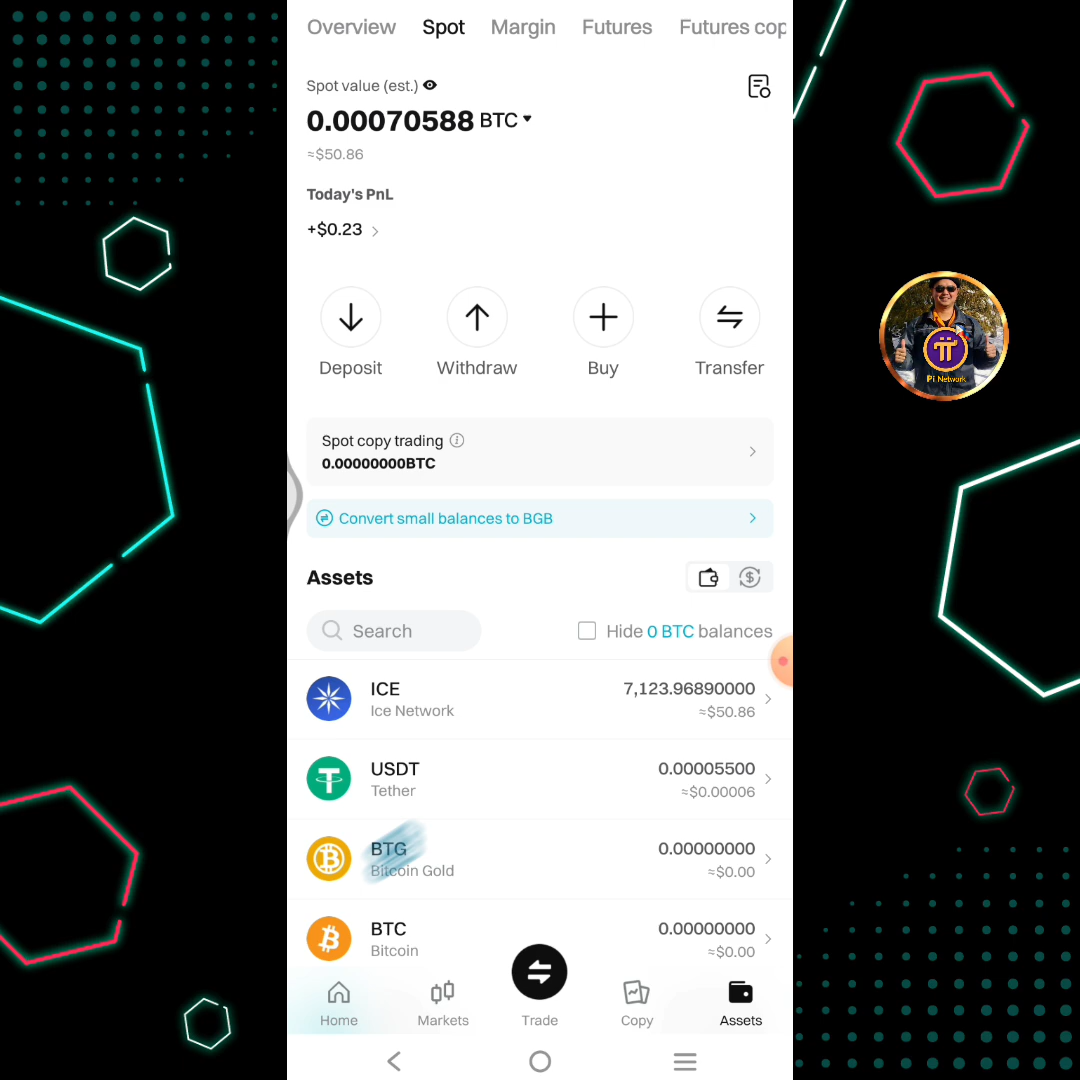 Overview Spot Margin Futures Futures cop
Spot value (est.)
0.00070588 BTC
≈$50.86
Today's PnL
+$0.23
Deposit Withdraw Buy Transfer
Spot copy trading
0.00000000BTC
Convert small balances to BGB
Assets
Search Hide 0 BTC balances
ICE 7,123.96890000
Ice Network ≈$50.86
USDT 0.00005500
Tether ≈$0.00006
BTG 0.00000000
Bitcoin Gold ≈$0.00
BTC 0.00000000
Bitcoin ≈$0.00
Home Markets Trade Copy Assets
Pi Network